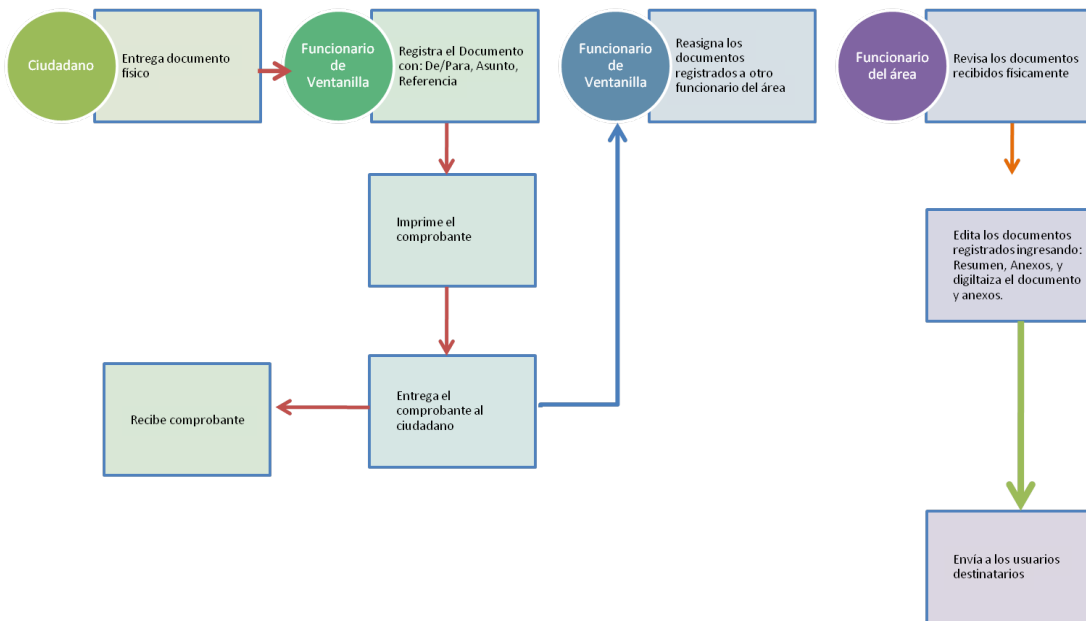 Ciudadano
Entrega documento
físico
Funcionario
de
Ventanilla
Registra el Documento
con: De/Para, Asunto,
Referencia
Funcionario
de
Ventanilla
Reasigna los
documentos
registrados a otro
funcionario del área
Funcionario
del área
Revisa los documentos
recibidos físicamente
Imprime el
comprobante
Edita los documentos
registrados ingresando:
Resumen, Anexos, y
digiltaiza el documento
y anexos.
Recibe comprobante
Entrega el
comprobante al
ciudadano
Envía a los usuarios
destinatarios